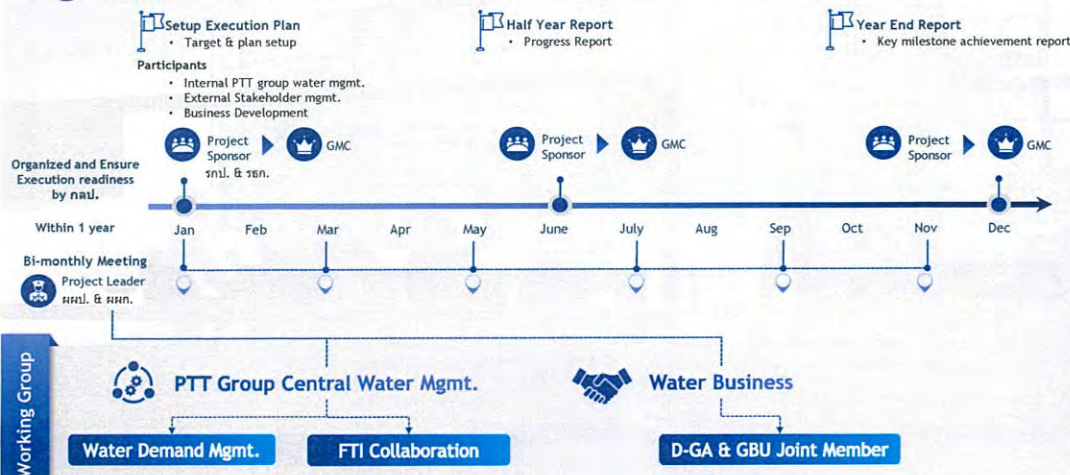 Setup Execution Plan
• Target & plan setup
Participants
• Internal PTT group water mgmt.
• External Stakeholder mgmt.
• Business Development
Half Year Report
• Progress Report
Year End Report
• Key milestone achievement report
Project Sponsor
รกป. & รธก.
GMC
Project Sponsor
GMC
Project Sponsor
GMC
Organized and Ensure
Execution readiness
by กลป.
Within 1 year
Jan Feb Mar Apr May June July Aug Sep Oct Nov Dec
Bi-monthly Meeting
Project Leader
ผหป. & ผหก.
Working Group
PTT Group Central Water Mgmt.
Water Business
Water Demand Mgmt.
FTI Collaboration
D-GA & GBU Joint Member